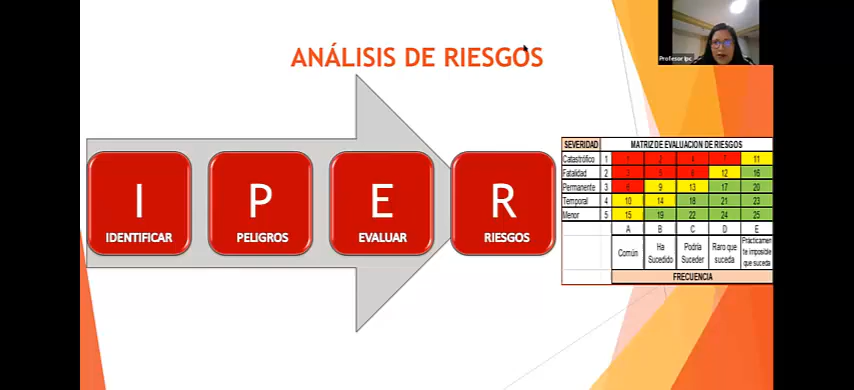 ANÁLISIS DE RIESGOS
Profesor Ipc
I
IDENTIFICAR
P
PELIGROS
E
EVALUAR
R
RIESGOS
SEVERIDAD MATRIZ DE EVALUACION DE RIESGOS
Catastrófico 1 1 2 4 7 11
Fatalidad 2 3 5 8 12 16
Permanente 3 6 9 13 17 20
Temporal 4 10 14 18 21 23
Menor 5 15 19 22 24 25
A B C D E
Común
Ha
Sucedido
Podría
Suceder
Raro que
suceda
Prácticamen
te imposible
que suceda
FRECUENCIA